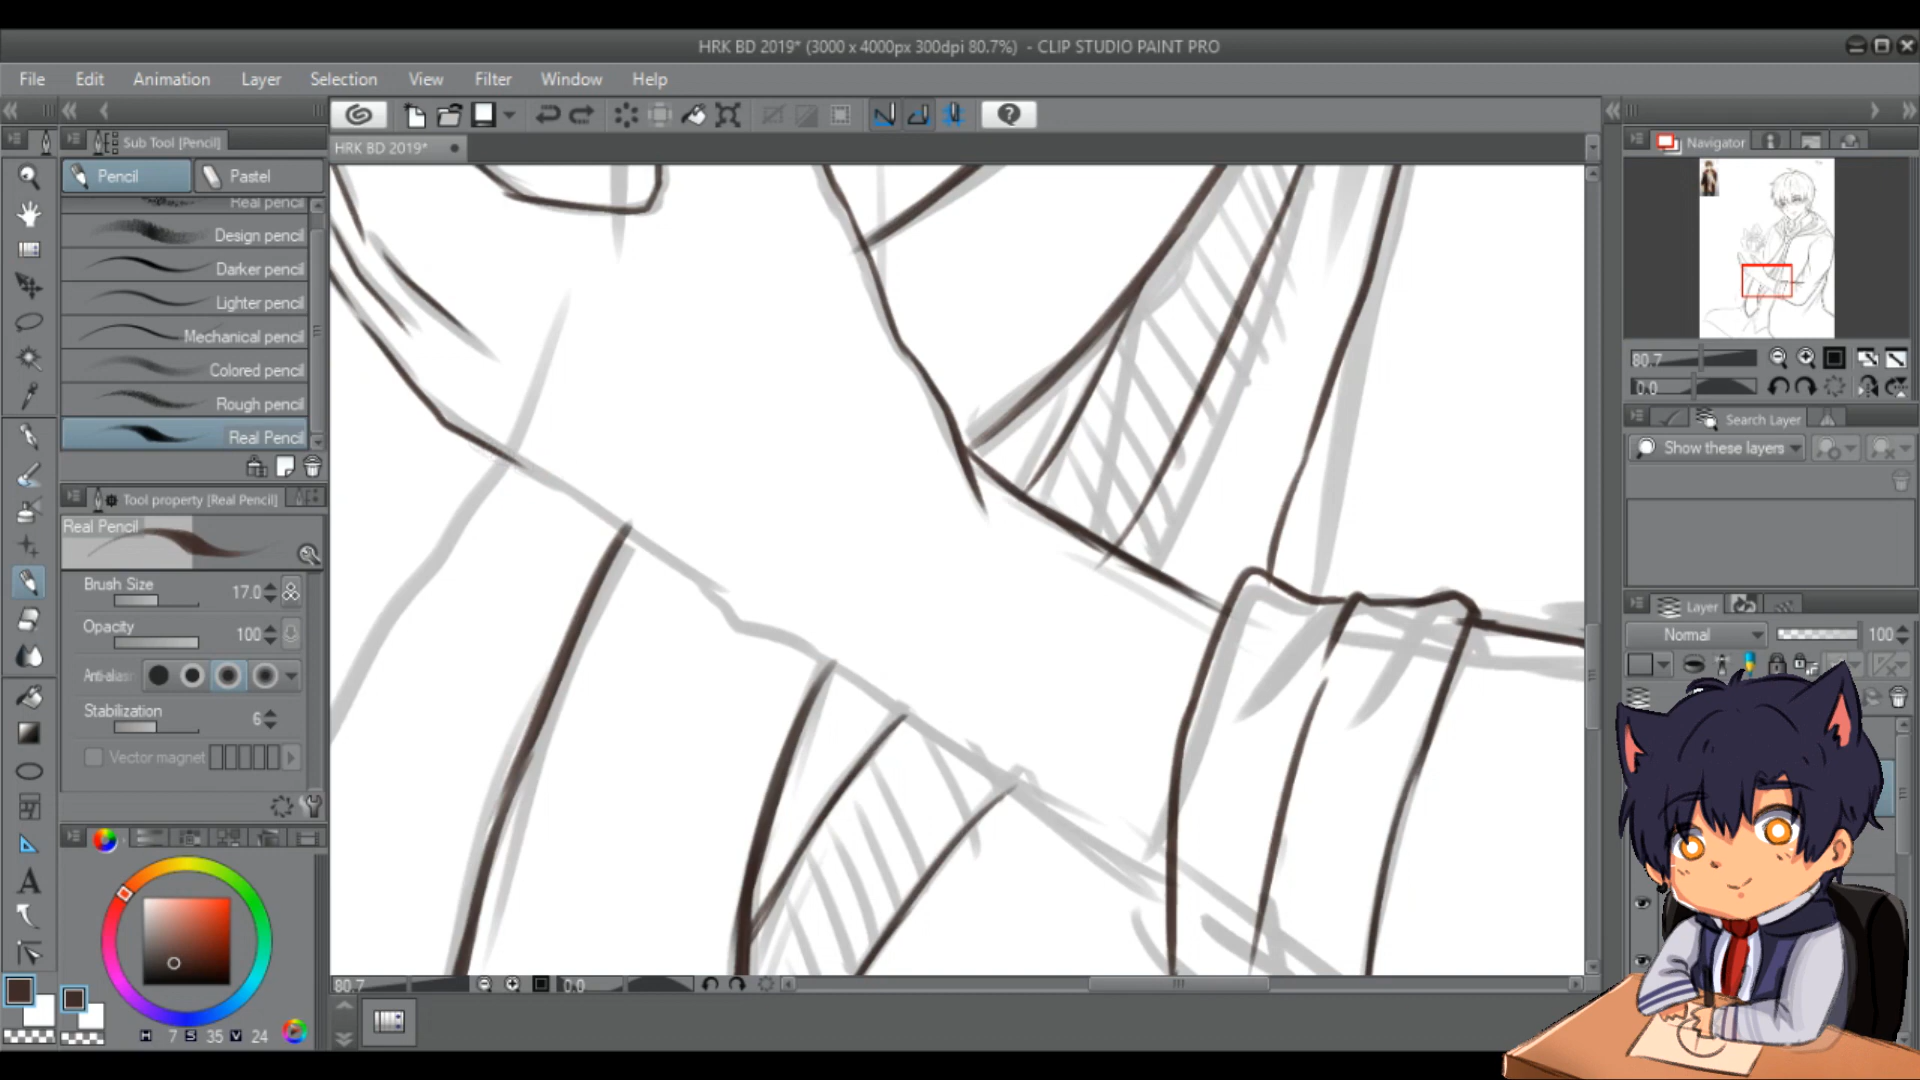 HRK BD 2019* (3000 x 4000px 300dpi 80.7%) - CLIP STUDIO PAINT PRO
File Edit Animation Layer Selection View Filter Window Help
Sub Tool [Pencil]
HRK BD 2019*
Navigator
Pencil Pastel
Real pencil
Design pencil
Darker pencil
Lighter pencil
Mechanical pencil
Colored pencil
Rough pencil
Real Pencil
80.7
0.0
Search Layer
Show these layers
Tool property [Real Pencil]
Real Pencil
Brush Size 17.0
Opacity 100
Anti-alias
Stabilization 6
Vector magnet
Layer
Normal 100
80.7 0.0
H 7 S 35 V 24